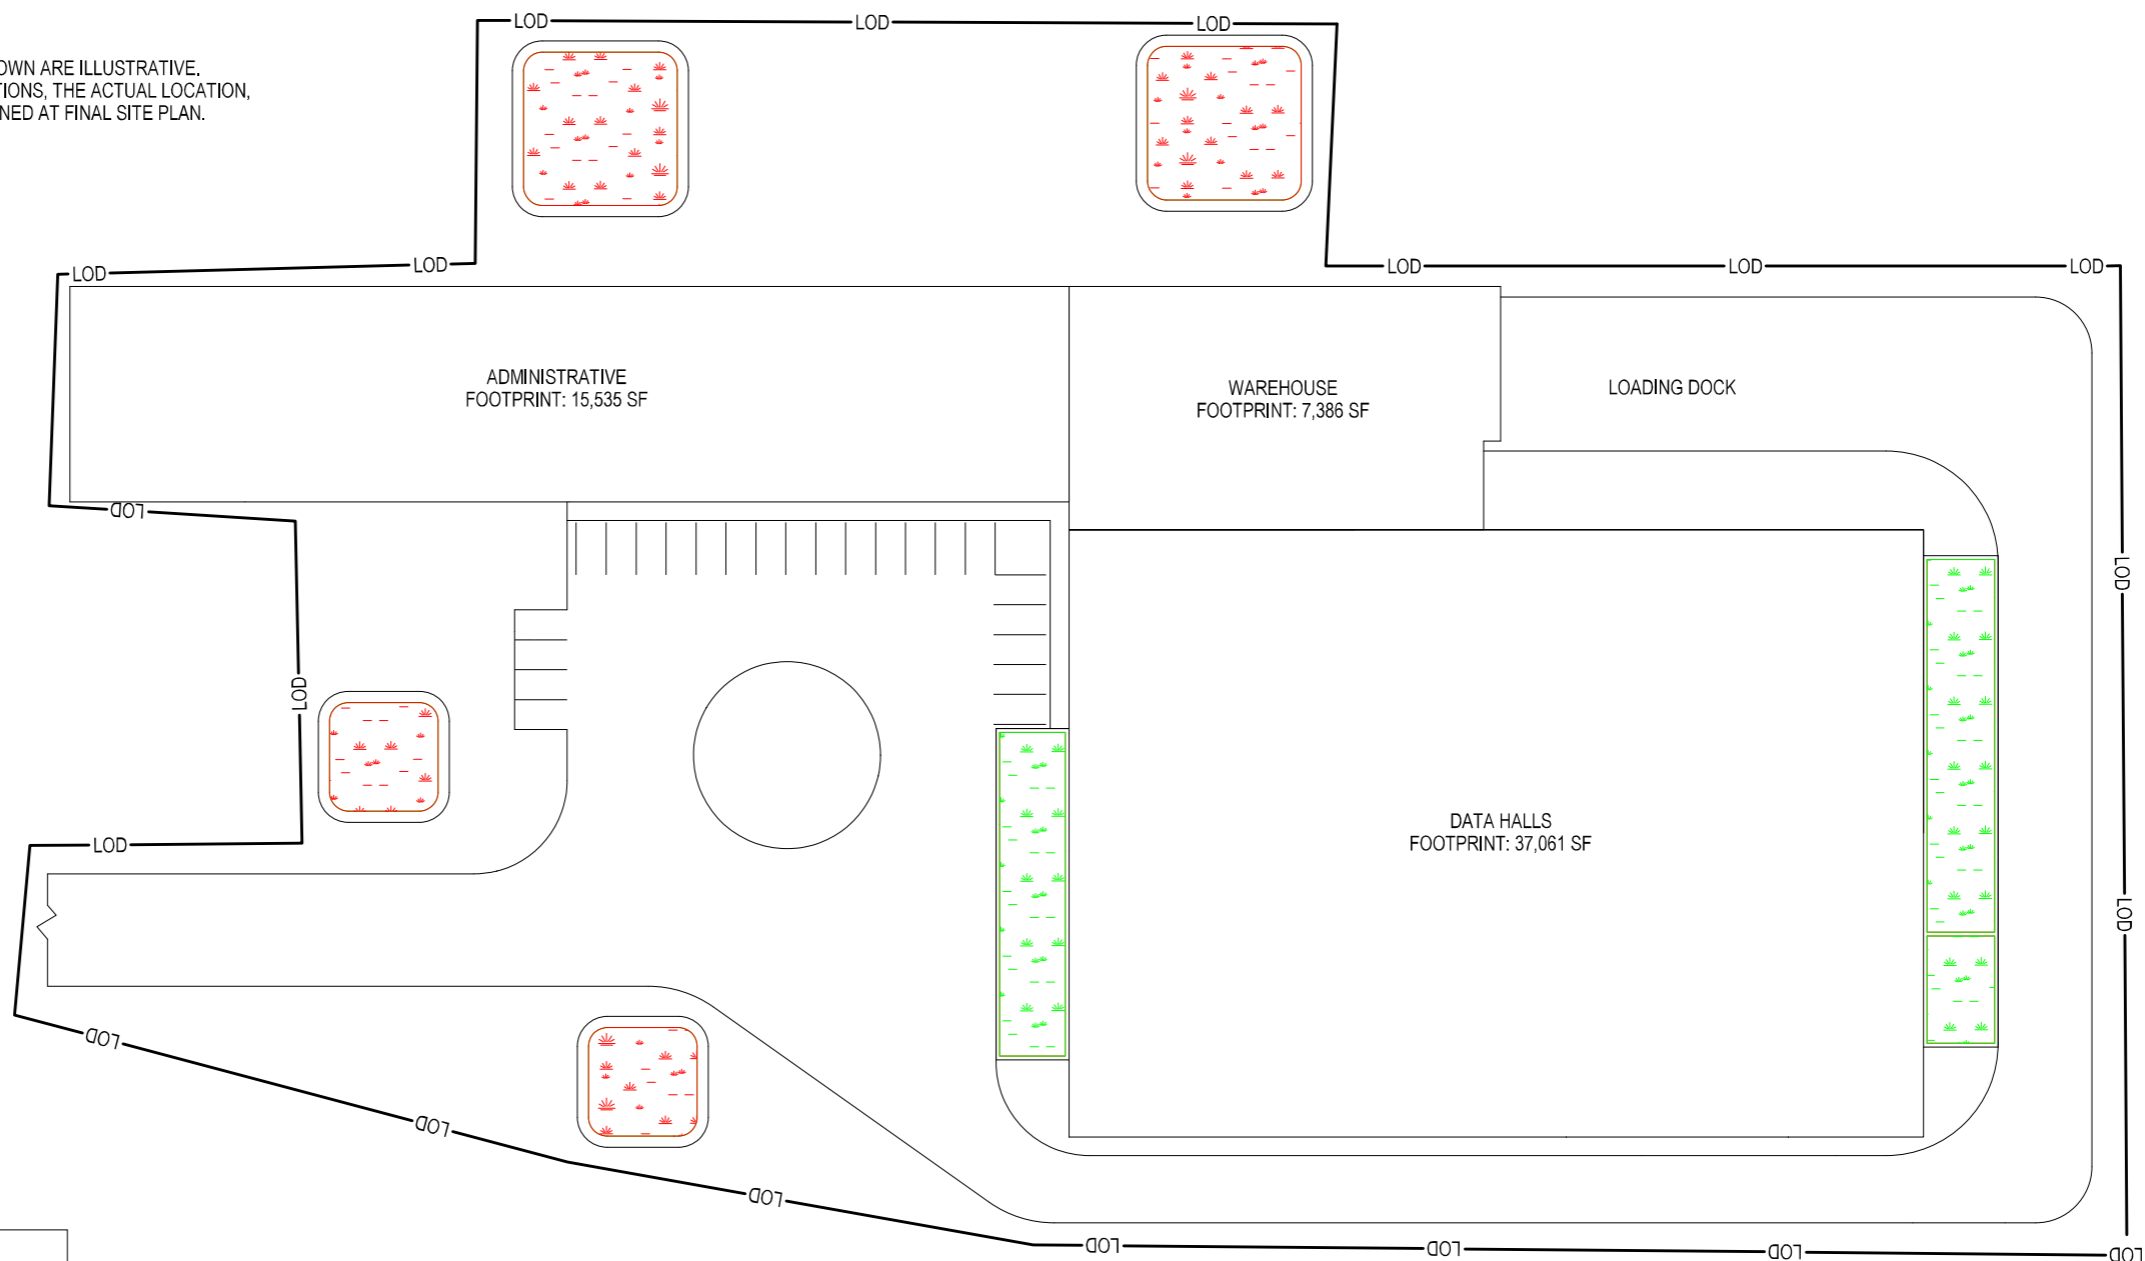 LOD
LOD
LOD
OWN ARE ILLUSTRATIVE.
TIONS, THE ACTUAL LOCATION,
NED AT FINAL SITE PLAN.
LOD
LOD
LOD
LOD
LOD
ADMINISTRATIVE
FOOTPRINT: 15,535 SF
WAREHOUSE
FOOTPRINT: 7,386 SF
LOADING DOCK
LOD
LOD
LOD
DATA HALLS
FOOTPRINT: 37,061 SF
LOD
LOD
LOD
LOD
LOD
LOD
LOD
LOD
LOD